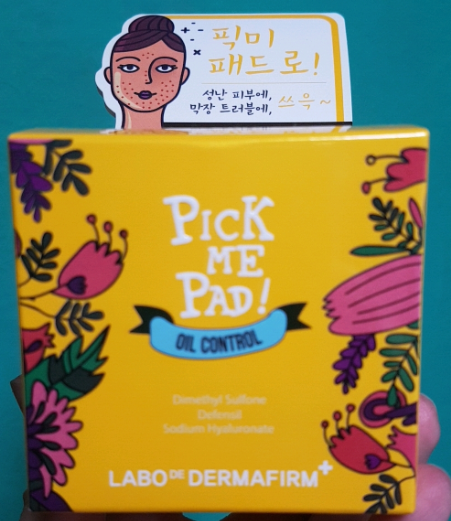 픽미
패드로!
성난 피부에,
막장 트러블에, 쓰윽~
PICK
ME
PAD!
OIL CONTROL
Dimethyl Sulfone
Defensil
Sodium Hyaluronate
LABO DE DERMAFIRM+